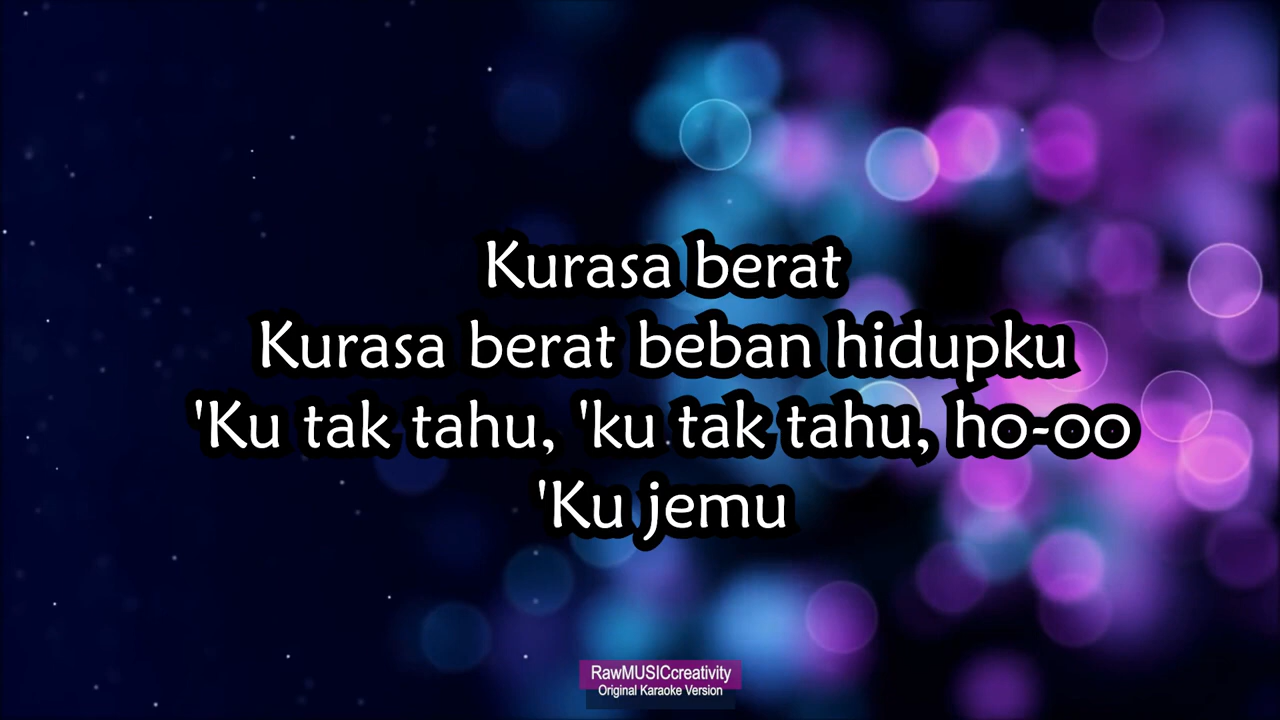 Kurasa berat
Kurasa berat beban hidupku
'Ku tak tahu, 'ku tak tahu, ho-oo
'Ku jemu
RawMUSICcreativity
Original Karaoke Version